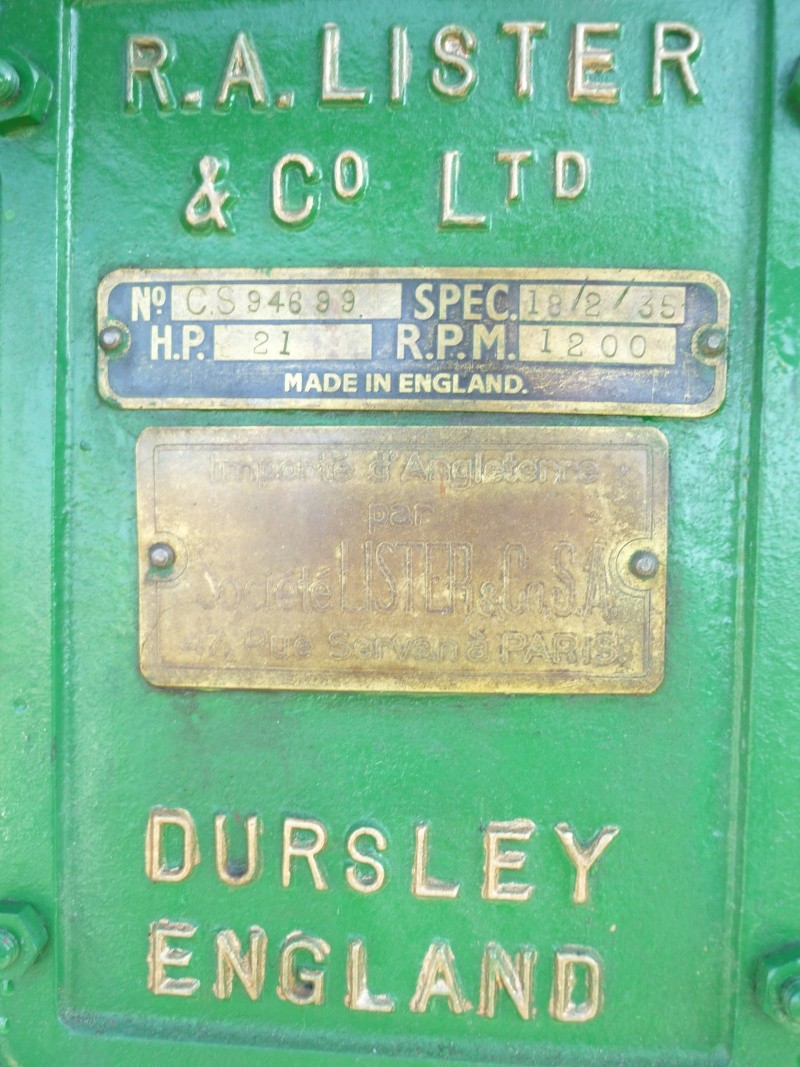 R.A. LISTER
& Cº LTD
Nº C.S 94699. SPEC. 18/2/35
H.P. 21 R.P.M. 1200
MADE IN ENGLAND.
Importé d'Angleterre
par
Société LISTER & Co S.A.
47, Rue Servan à PARIS
DURSLEY
ENGLAND